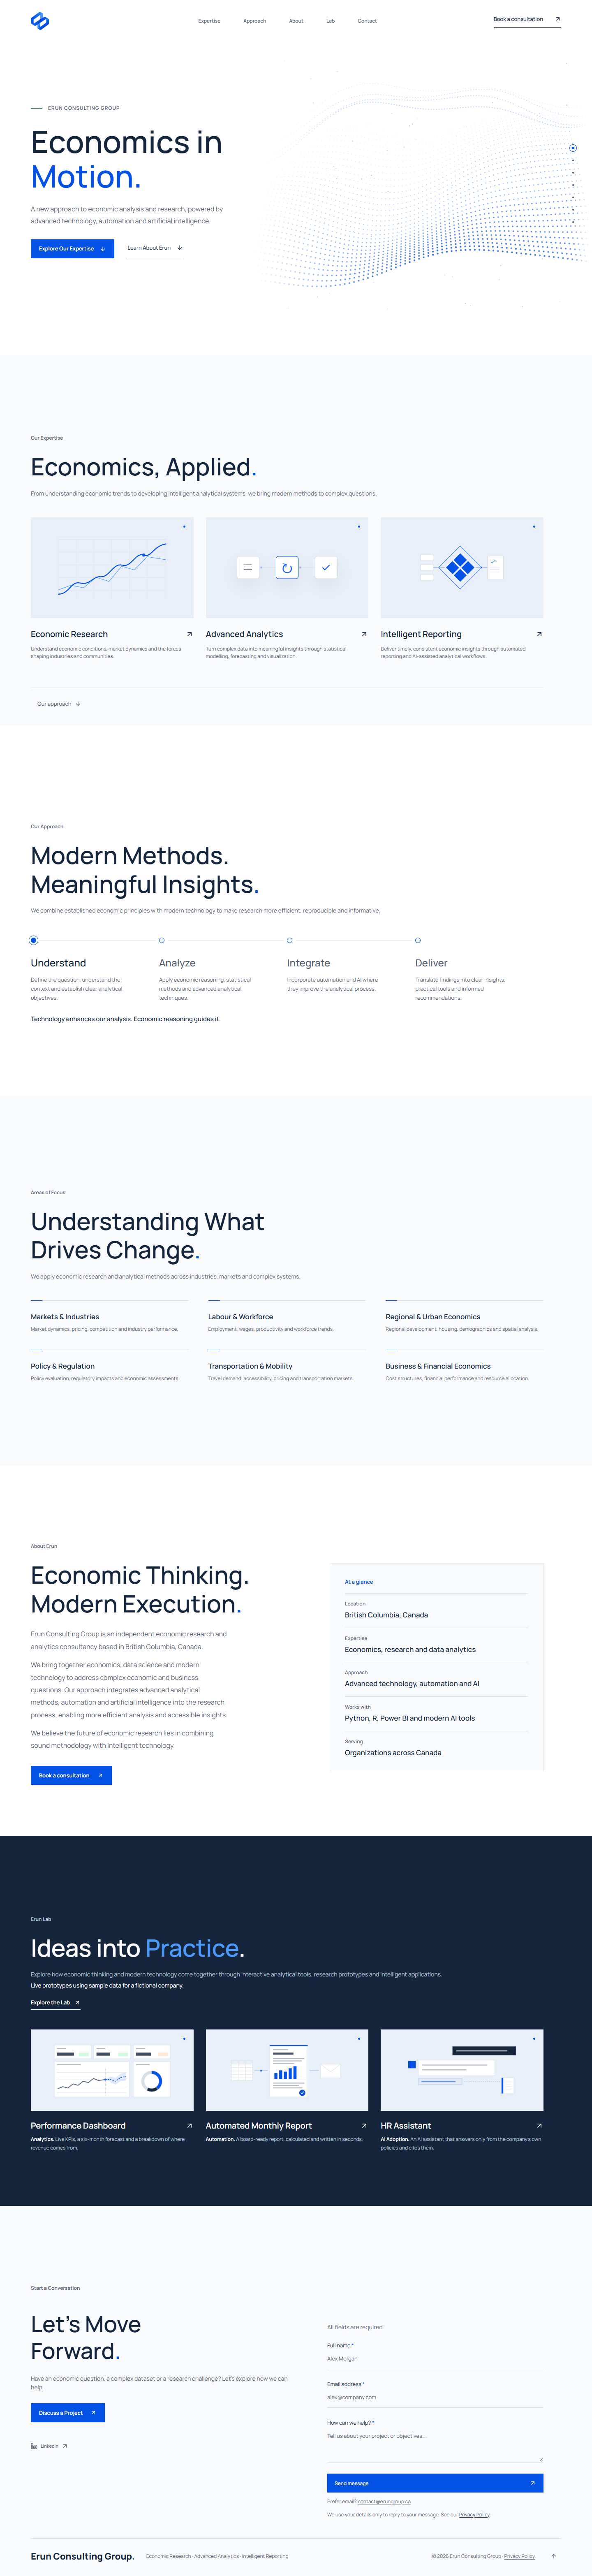 Expertise
Approach
About
Lab
Contact
Book a consultation
ERUN CONSULTING GROUP
Economics in
Motion.
A new approach to economic analysis and research, powered by
advanced technology, automation and artificial intelligence.
Explore Our Expertise
Learn About Erun
Our Expertise
Economics, Applied.
From understanding economic trends to developing intelligent analytical systems, we bring modern methods to complex questions.
Economic Research
Understand economic conditions, market dynamics and the forces
shaping industries and communities.
Advanced Analytics
Turn complex data into meaningful insights through statistical
modelling, forecasting and visualization.
Intelligent Reporting
Deliver timely, consistent economic insights through automated
reporting and AI-assisted analytical workflows.
Our approach
Our Approach
Modern Methods.
Meaningful Insights.
We combine established economic principles with modern technology to make research more efficient, reproducible and informative.
Understand
Define the question, understand the
context and establish clear analytical
objectives.
Analyze
Apply economic reasoning, statistical
methods and advanced analytical
techniques.
Integrate
Incorporate automation and AI where
they improve the analytical process.
Deliver
Translate findings into clear insights,
practical tools and informed
recommendations.
Technology enhances our analysis. Economic reasoning guides it.
Areas of Focus
Understanding What
Drives Change.
We apply economic research and analytical methods across industries, markets and complex systems.
Markets & Industries
Market dynamics, pricing, competition and industry performance.
Labour & Workforce
Employment, wages, productivity and workforce trends.
Regional & Urban Economics
Regional development, housing, demographics and spatial analysis.
Policy & Regulation
Policy evaluation, regulatory impacts and economic assessments.
Transportation & Mobility
Travel demand, accessibility, pricing and transportation markets.
Business & Financial Economics
Cost structures, financial performance and resource allocation.
About Erun
Economic Thinking.
Modern Execution.
Erun Consulting Group is an independent economic research and
analytics consultancy based in British Columbia, Canada.
We bring together economics, data science and modern
technology to address complex economic and business
questions. Our approach integrates advanced analytical
methods, automation and artificial intelligence into the research
process, enabling more efficient analysis and accessible insights.
We believe the future of economic research lies in combining
sound methodology with intelligent technology.
Book a consultation
At a glance
Location
British Columbia, Canada
Expertise
Economics, research and data analytics
Approach
Advanced technology, automation and AI
Works with
Python, R, Power BI and modern AI tools
Serving
Organizations across Canada
Erun Lab
Ideas into Practice.
Explore how economic thinking and modern technology come together through interactive analytical tools, research prototypes and intelligent applications.
Live prototypes using sample data for a fictional company.
Explore the Lab
Performance Dashboard
Analytics. Live KPIs, a six-month forecast and a breakdown of where
revenue comes from.
Automated Monthly Report
Automation. A board-ready report, calculated and written in seconds.
HR Assistant
AI Adoption. An AI assistant that answers only from the company's own
policies and cites them.
Start a Conversation
Let's Move
Forward.
Have an economic question, a complex dataset or a research challenge? Let's explore how we can
help.
Discuss a Project
LinkedIn
All fields are required.
Full name *
Alex Morgan
Email address *
alex@company.com
How can we help? *
Tell us about your project or objectives...
Send message
Prefer email? contact@erungroup.ca
We use your details only to reply to your message. See our Privacy Policy.
Erun Consulting Group.
Economic Research · Advanced Analytics · Intelligent Reporting
© 2026 Erun Consulting Group · Privacy Policy